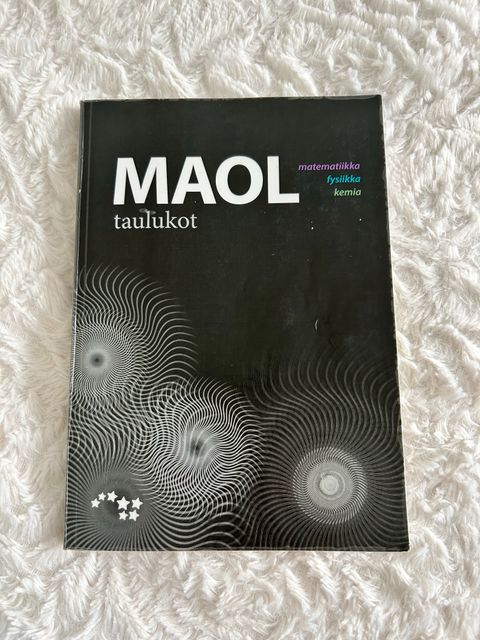 MAOL
taulukot
matematiikka
fysiikka
kemia